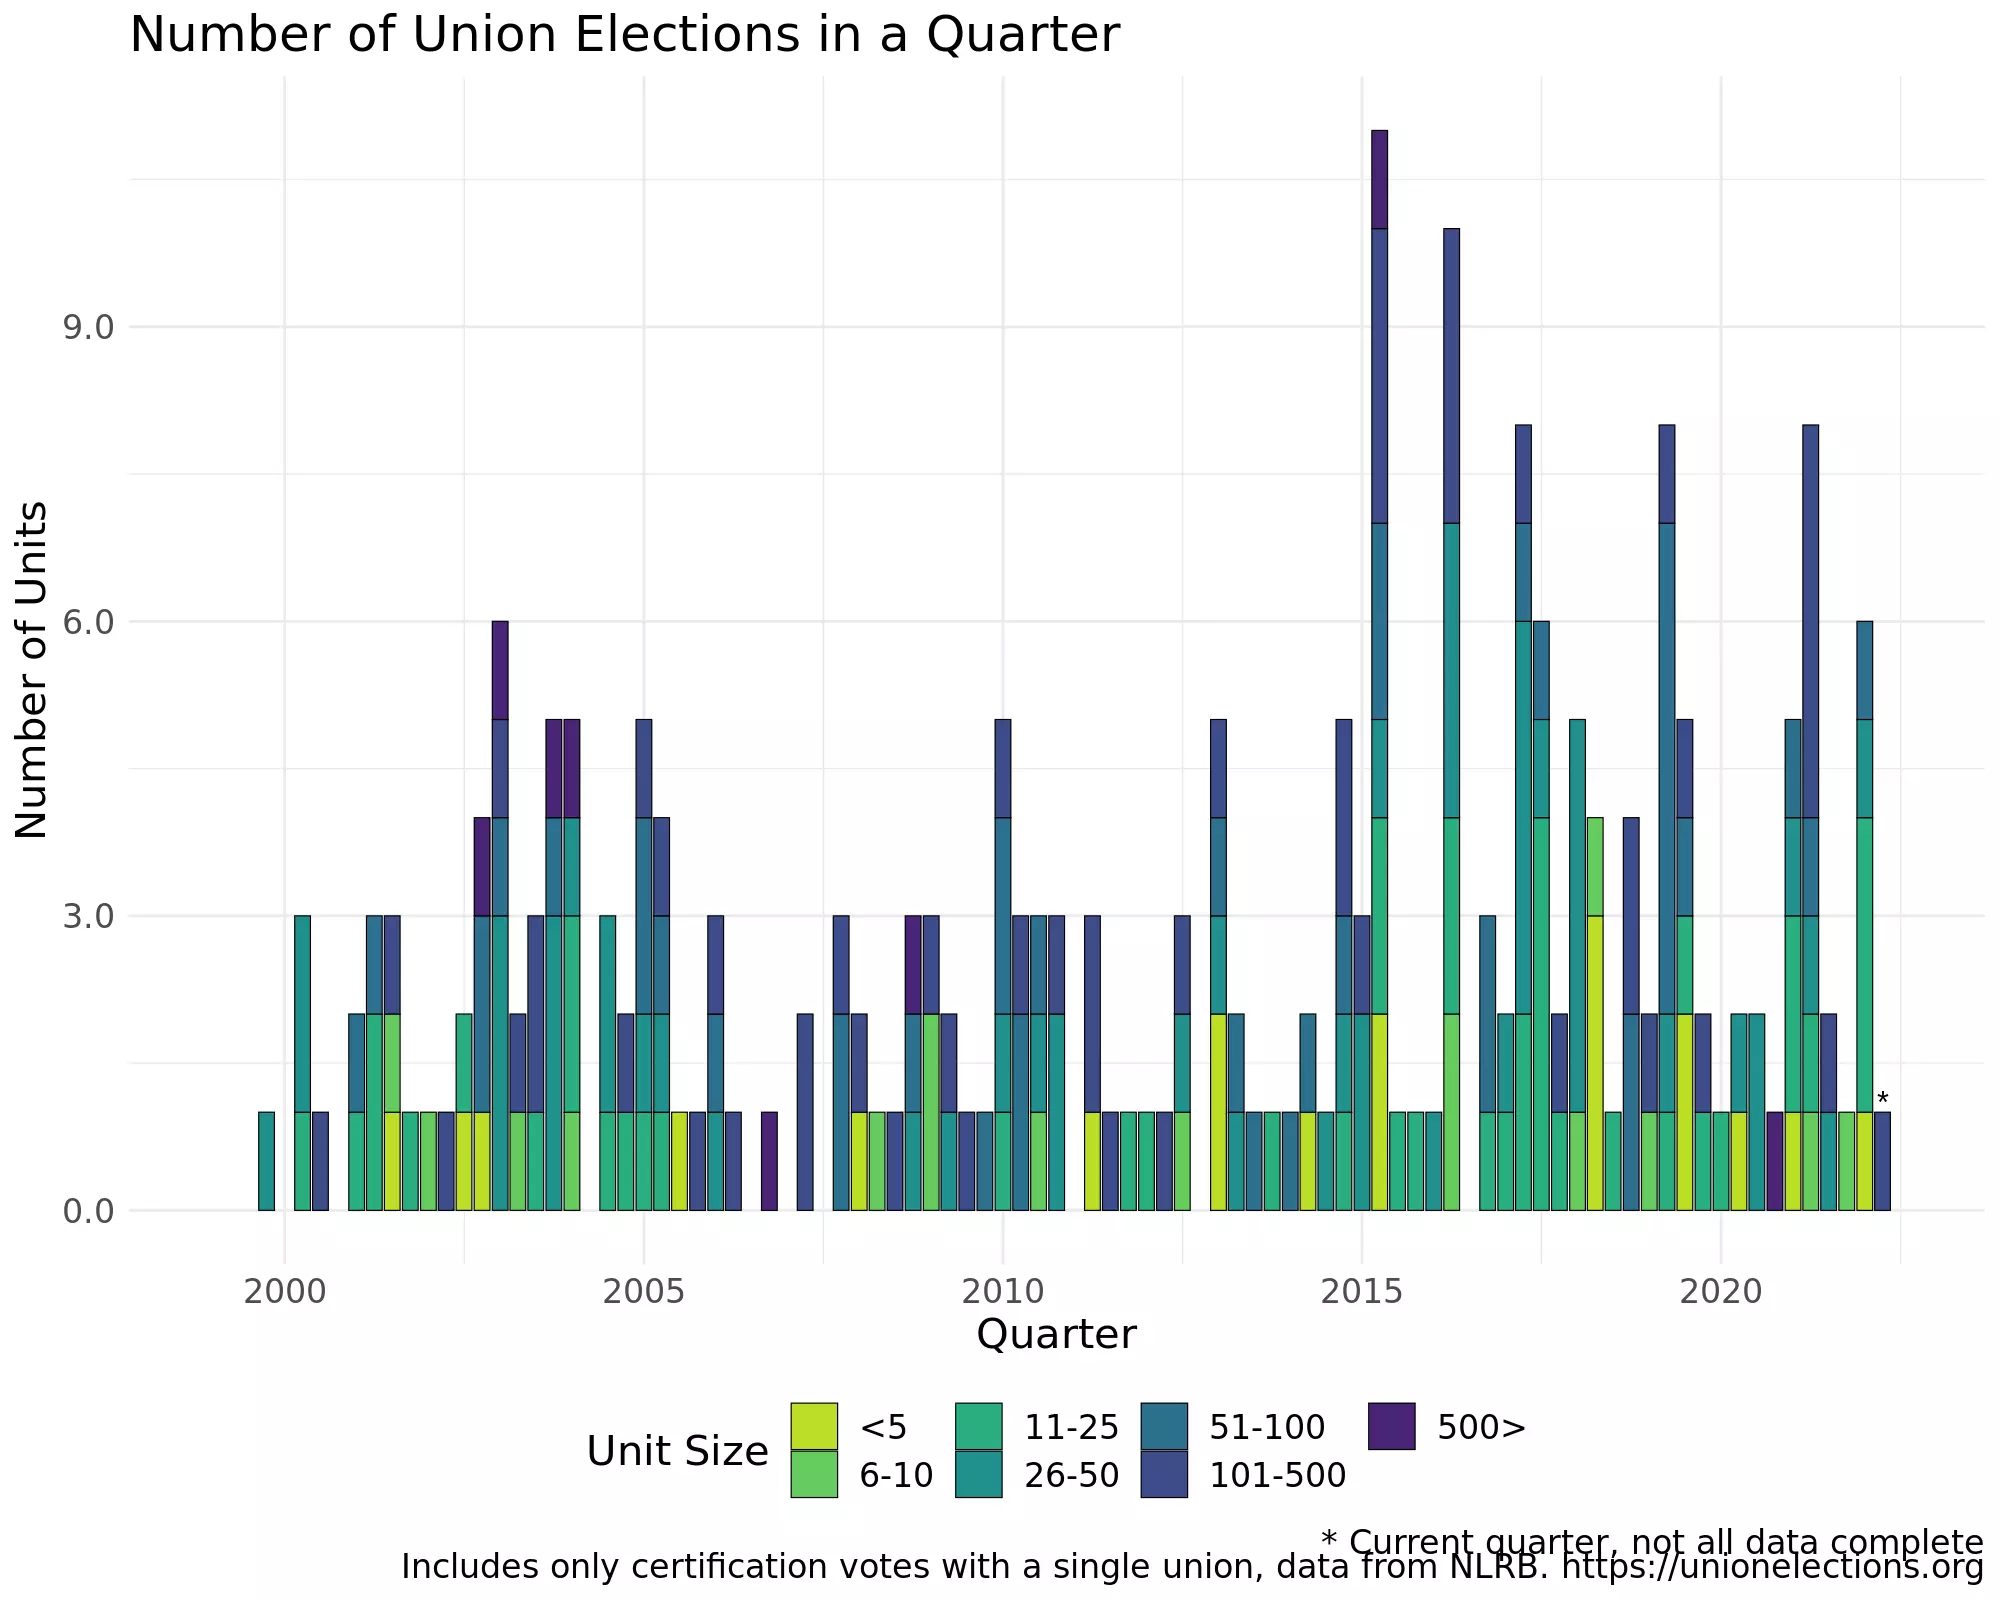 Number of Union Elections in a Quarter
Number of Units
9.0
6.0
3.0
0.0
*
2000 2005 2010 2015 2020
Quarter
Unit Size
<5 11-25 51-100 500>
6-10 26-50 101-500
* Current quarter, not all data complete
Includes only certification votes with a single union, data from NLRB. https://unionelections.org